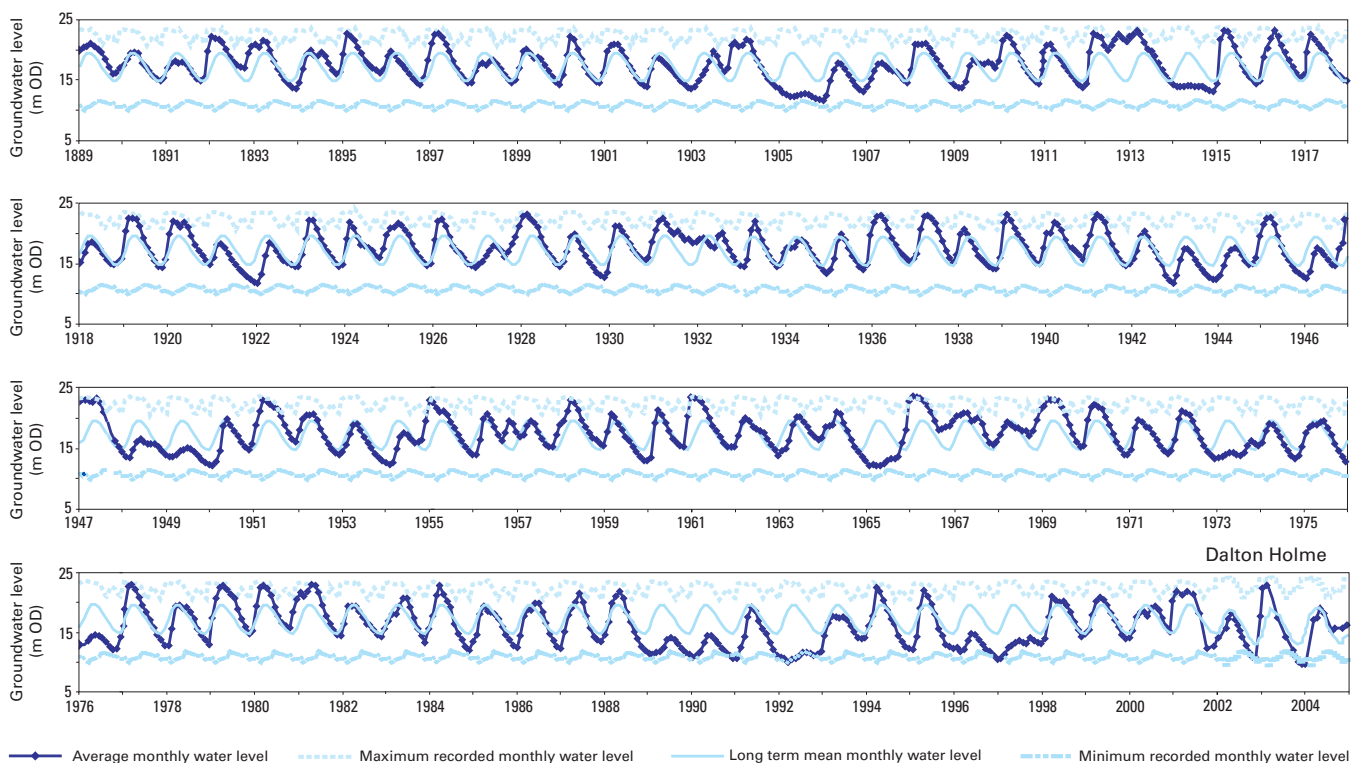 Groundwater level
(m OD)
25
15
5
1889 1891 1893 1895 1897 1899 1901 1903 1905 1907 1909 1911 1913 1915 1917
Groundwater level
(m OD)
25
15
5
1918 1920 1922 1924 1926 1928 1930 1932 1934 1936 1938 1940 1942 1944 1946
Groundwater level
(m OD)
25
15
5
1947 1949 1951 1953 1955 1957 1959 1961 1963 1965 1967 1969 1971 1973 1975
Dalton Holme
Groundwater level
(m OD)
25
15
5
1976 1978 1980 1982 1984 1986 1988 1990 1992 1994 1996 1998 2000 2002 2004
Average monthly water level Maximum recorded monthly water level Long term mean monthly water level Minimum recorded monthly water level